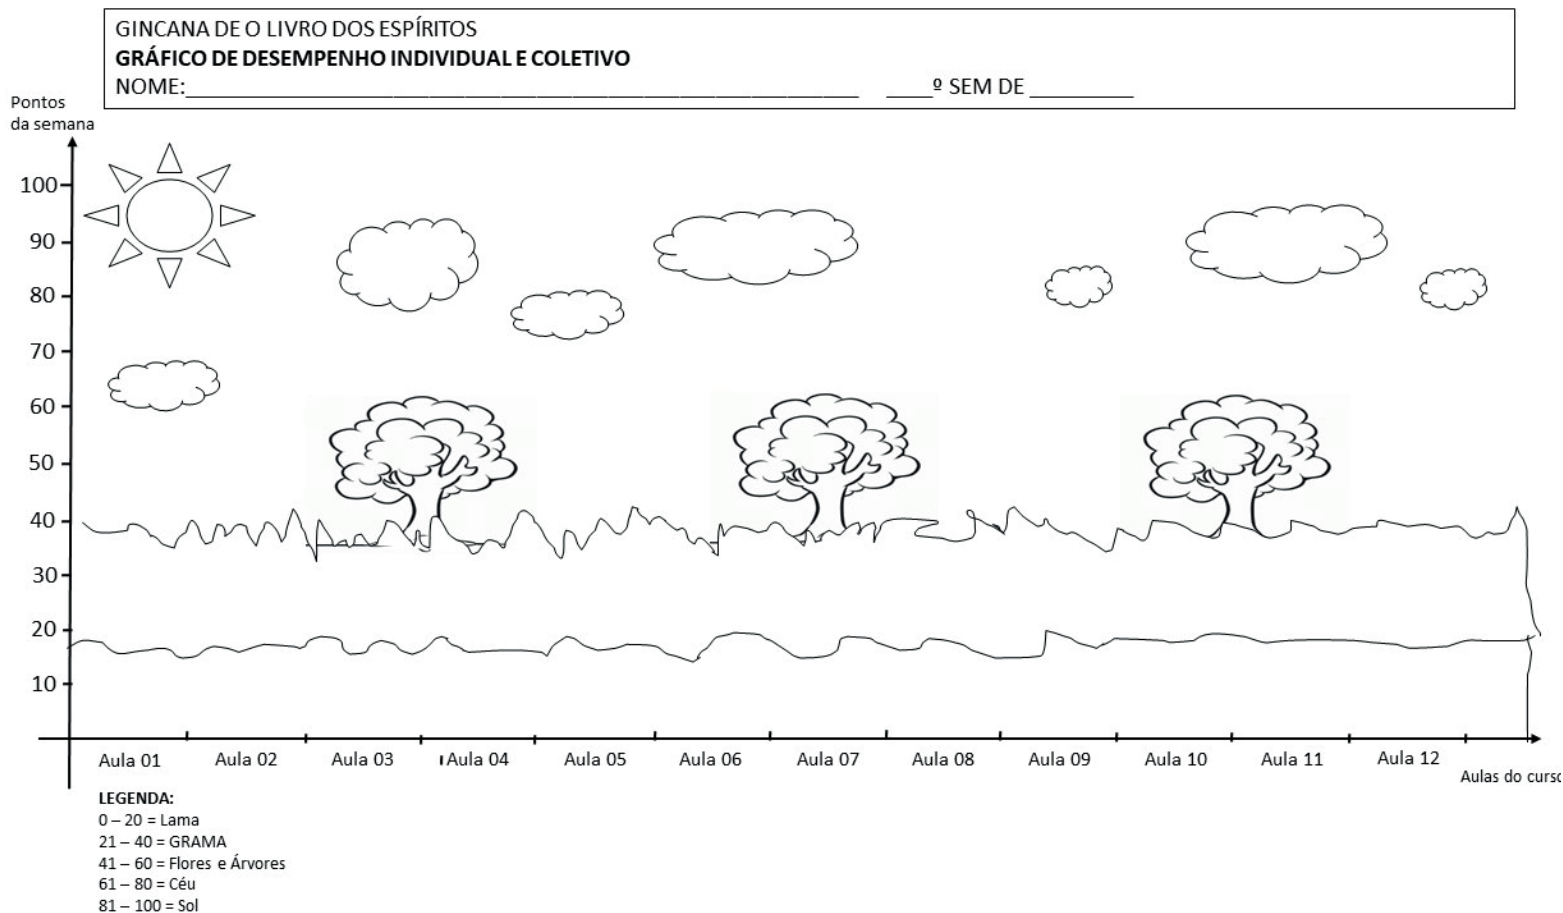 GINCANA DE O LIVRO DOS ESPÍRITOS
GRÁFICO DE DESEMPENHO INDIVIDUAL E COLETIVO
NOME:________________________________________________________ ____º SEM DE _________
Pontos
da semana
100
90
80
70
60
50
40
30
20
10
Aula 01 Aula 02 Aula 03 Aula 04 Aula 05 Aula 06 Aula 07 Aula 08 Aula 09 Aula 10 Aula 11 Aula 12
Aulas do curso
LEGENDA:
0 – 20 = Lama
21 – 40 = GRAMA
41 – 60 = Flores e Árvores
61 – 80 = Céu
81 – 100 = Sol